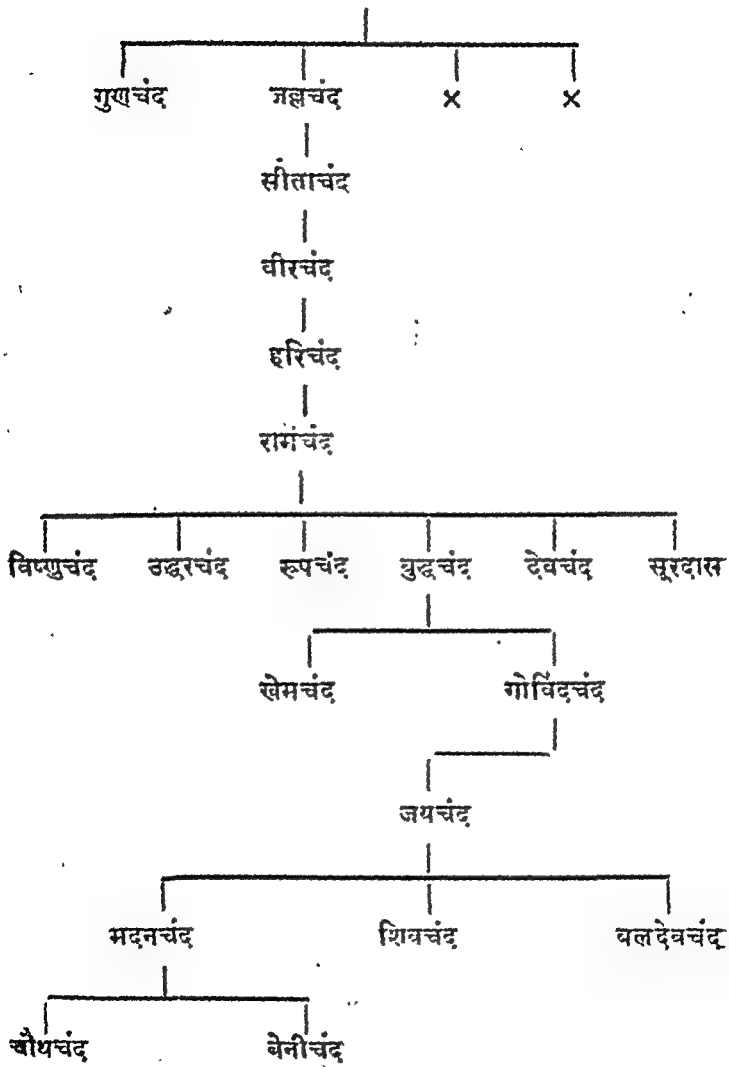 गुणचंद जल्लचंद × ×
सीताचंद
वीरचंद
हरिचंद
रामचंद
विष्णुचंद उद्धरचंद रूपचंद बुद्धचंद देवचंद सूरदास
खेमचंद गोविंदचंद
जयचंद
मदनचंद शिवचंद बलदेवचंद
चौथचंद बेनीचंद